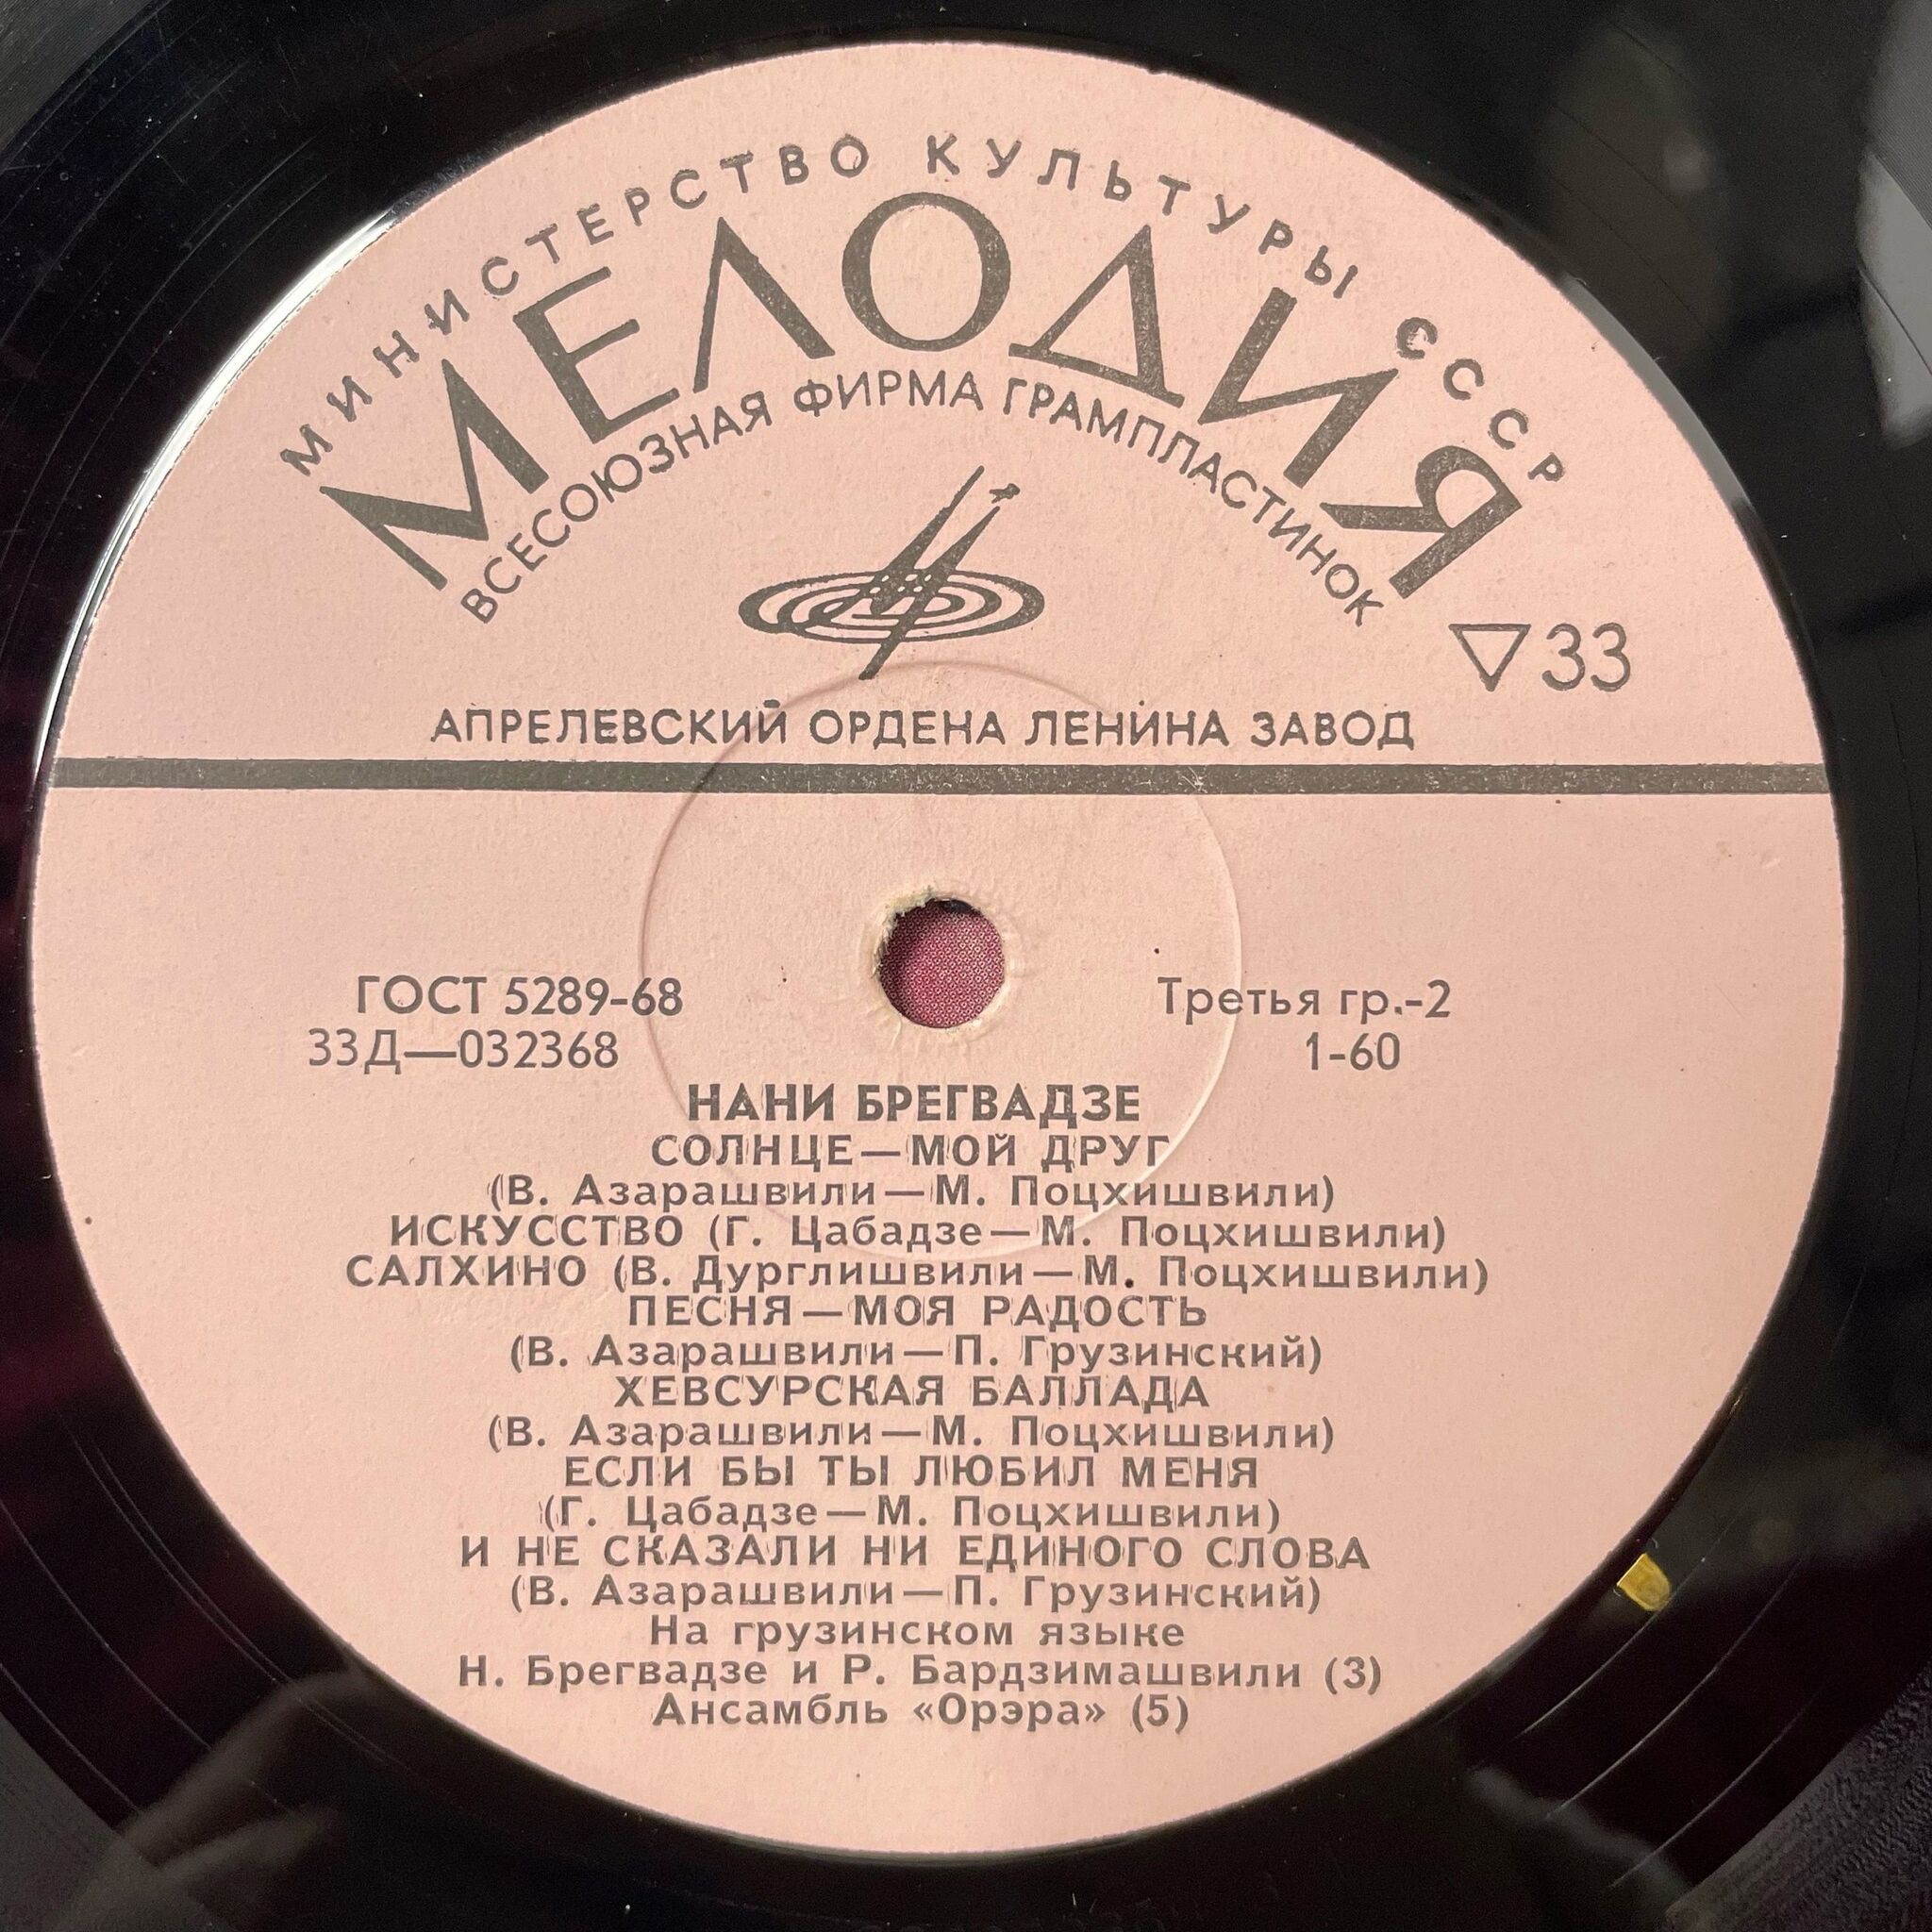 МИНИСТЕРСТВО КУЛЬТУРЫ СССР
МЕЛОДИЯ
ВСЕСОЮЗНАЯ ФИРМА ГРАМПЛАСТИНОК
▽33
АПРЕЛЕВСКИЙ ОРДЕНА ЛЕНИНА ЗАВОД
ГОСТ 5289-68 Третья гр.-2
33Д—032368 1-60
НАНИ БРЕГВАДЗЕ
СОЛНЦЕ—МОЙ ДРУГ
(В. Азарашвили—М. Поцхишвили)
ИСКУССТВО (Г. Цабадзе—М. Поцхишвили)
САЛХИНО (В. Дурглишвили—М. Поцхишвили)
ПЕСНЯ—МОЯ РАДОСТЬ
(В. Азарашвили—П. Грузинский)
ХЕВСУРСКАЯ БАЛЛАДА
(В. Азарашвили—М. Поцхишвили)
ЕСЛИ БЫ ТЫ ЛЮБИЛ МЕНЯ
(Г. Цабадзе—М. Поцхишвили)
И НЕ СКАЗАЛИ НИ ЕДИНОГО СЛОВА
(В. Азарашвили—П. Грузинский)
На грузинском языке
Н. Брегвадзе и Р. Бардзимашвили (3)
Ансамбль «Орэра» (5)